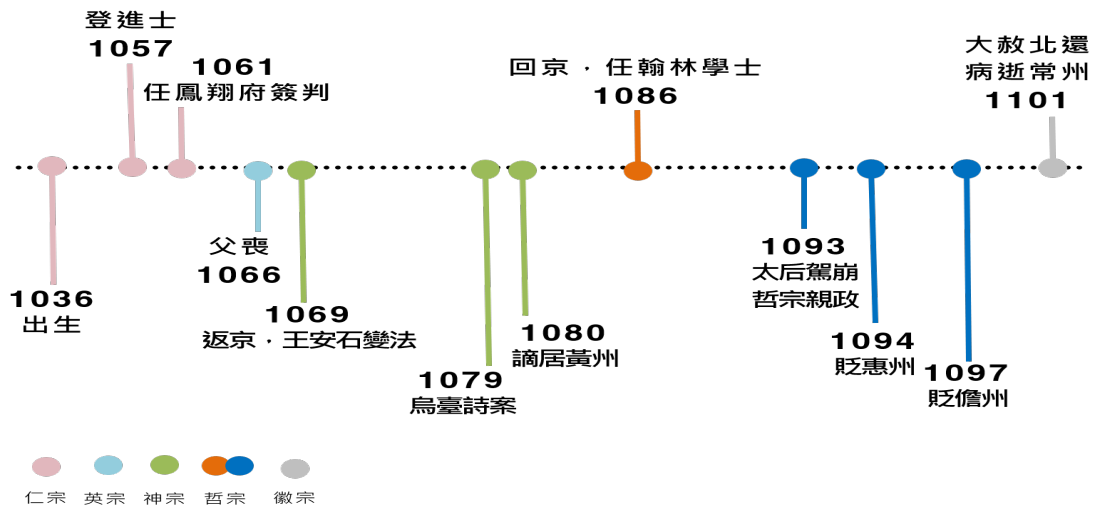 登進士
1057
1061
任鳳翔府簽判
回京．任翰林學士
1086
大赦北還
病逝常州
1101
1036
出生
父喪
1066
1069
返京．王安石變法
1079
烏臺詩案
1080
謫居黃州
1093
太后駕崩
哲宗親政
1094
貶惠州
1097
貶儋州
仁宗
英宗
神宗
哲宗
徽宗